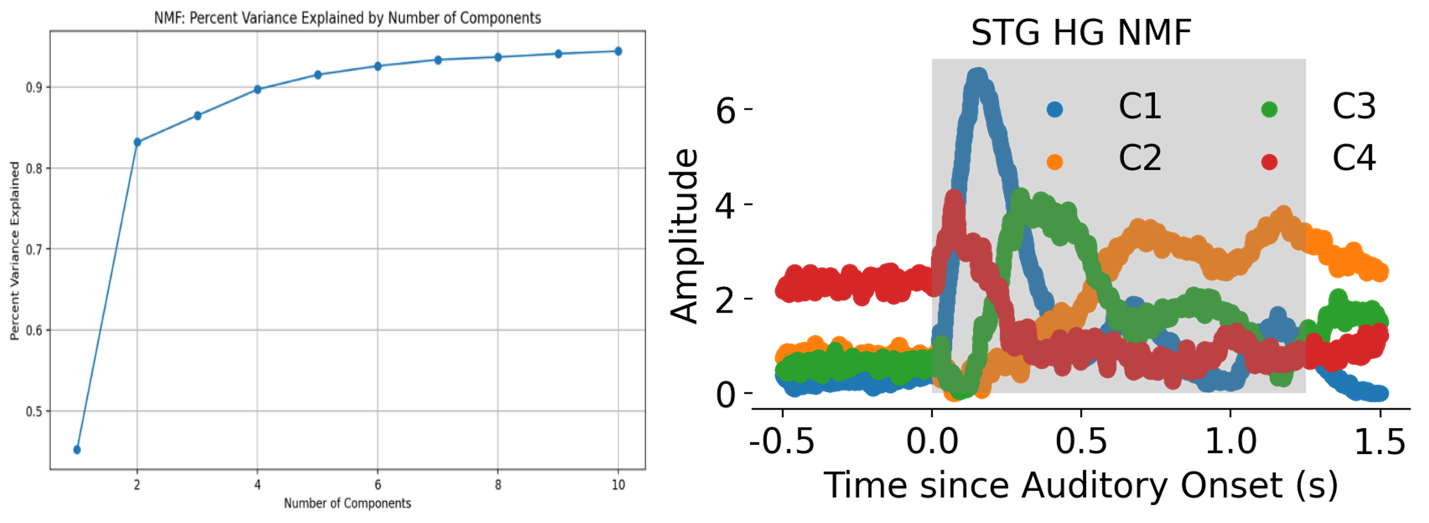 NMF: Percent Variance Explained by Number of Components
Percent Variance Explained
0.9
0.8
0.7
0.6
0.5
2 4 6 8 10
Number of Components
STG HG NMF
Amplitude
6
4
2
0
C1 C3
C2 C4
-0.5 0.0 0.5 1.0 1.5
Time since Auditory Onset (s)